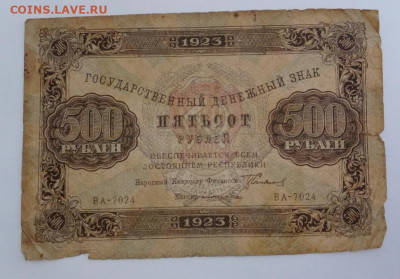 COINS.LAVE.RU
1923
ГОСУДАРСТВЕННЫЙ ДЕНЕЖНЫЙ ЗНАК
500 РУБЛЕЙ
ПЯТЬСОТ
РУБЛЕЙ
500 РУБЛЕЙ
ОБЕСПЕЧИВАЕТСЯ ВСЕМ
ДОСТОЯНИЕМ РЕСПУБЛИКИ
Народный Комиссар Финансов
Кассир
ВА-7024
ВА-7024
1923